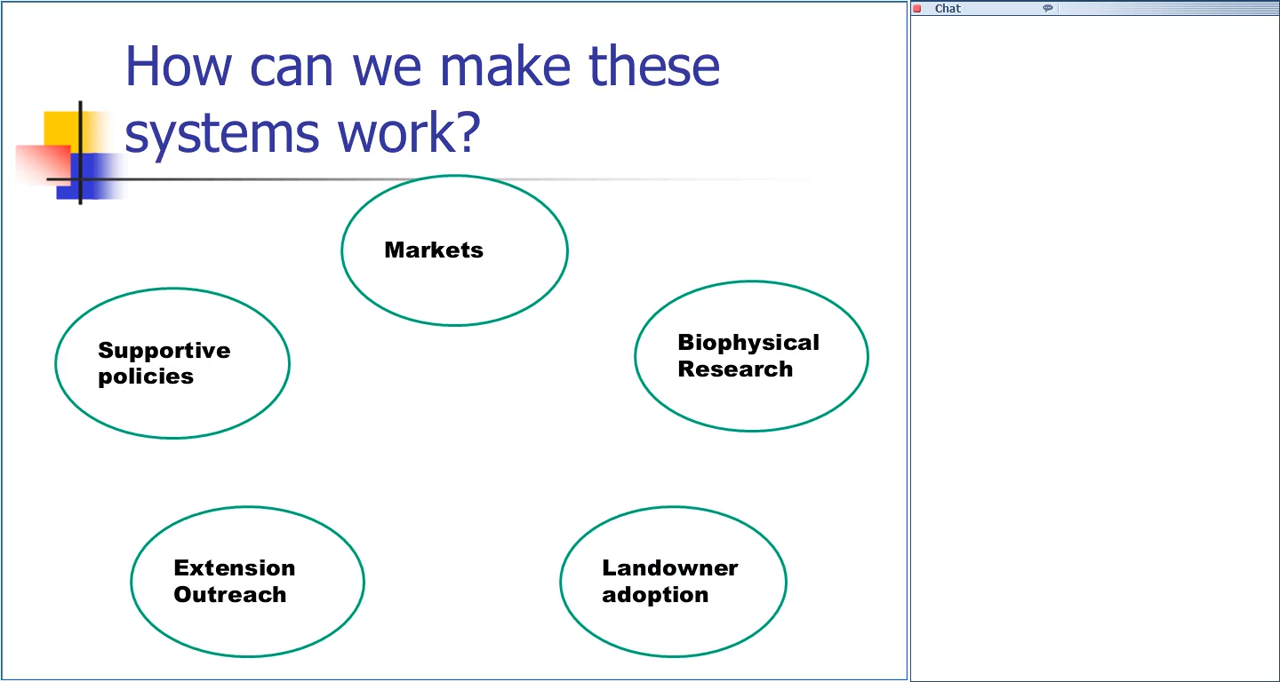 How can we make these
systems work?
Markets
Supportive
policies
Biophysical
Research
Extension
Outreach
Landowner
adoption
Chat